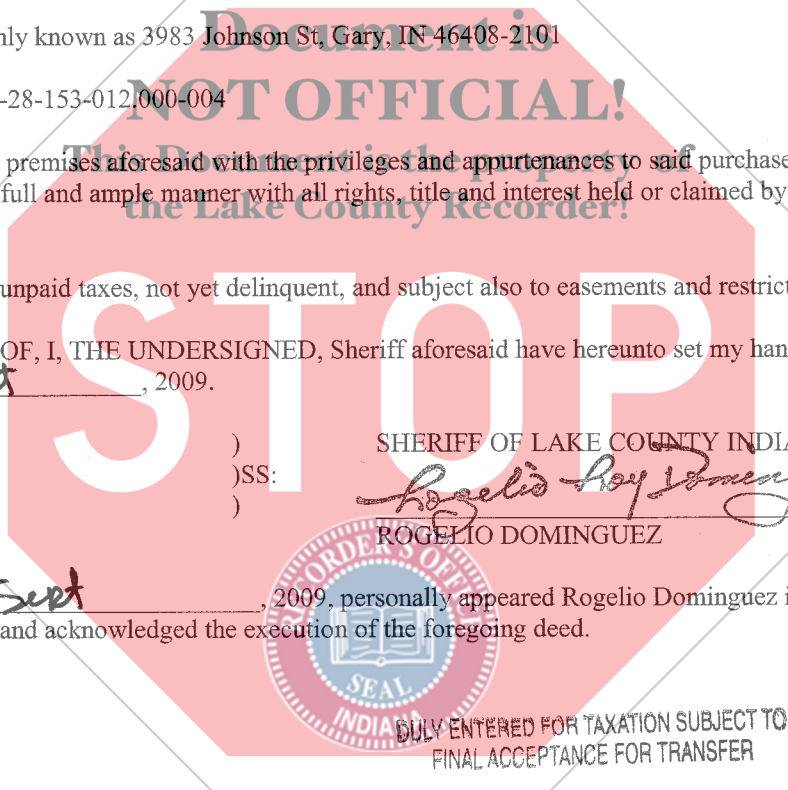 nly known as 3983 Johnson St, Gary, IN 46408-2101
Document is
-28-153-012.000-004
NOT OFFICIAL!
premises aforesaid with the privileges and appurtenances to said purchase
This Document is the property of
full and ample manner with all rights, title and interest held or claimed by
the Lake County Recorder!
unpaid taxes, not yet delinquent, and subject also to easements and restrict
STOP
OF, I, THE UNDERSIGNED, Sheriff aforesaid have hereunto set my han
, 2009.
) SHERIFF OF LAKE COUNTY INDIA
)SS:
Rogelio Roy Domin
)
ROGELIO DOMINGUEZ
RECORDER'S OFFICE
Sept, 2009, personally appeared Rogelio Dominguez i
and acknowledged the execution of the foregoing deed.
SEAL
INDIANA
DULY ENTERED FOR TAXATION SUBJECT TO
FINAL ACCEPTANCE FOR TRANSFER